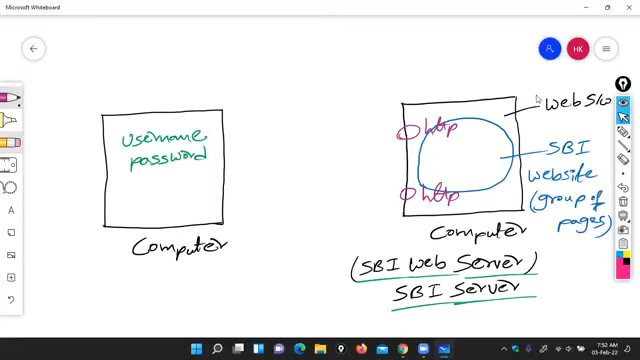 Microsoft Whiteboard
HK
username
password
Computer
http
http
web S/w
SBI
website
(group of
pages)
Computer
(SBI Web Server)
SBI Server
A
7:52 AM
03-Feb-22